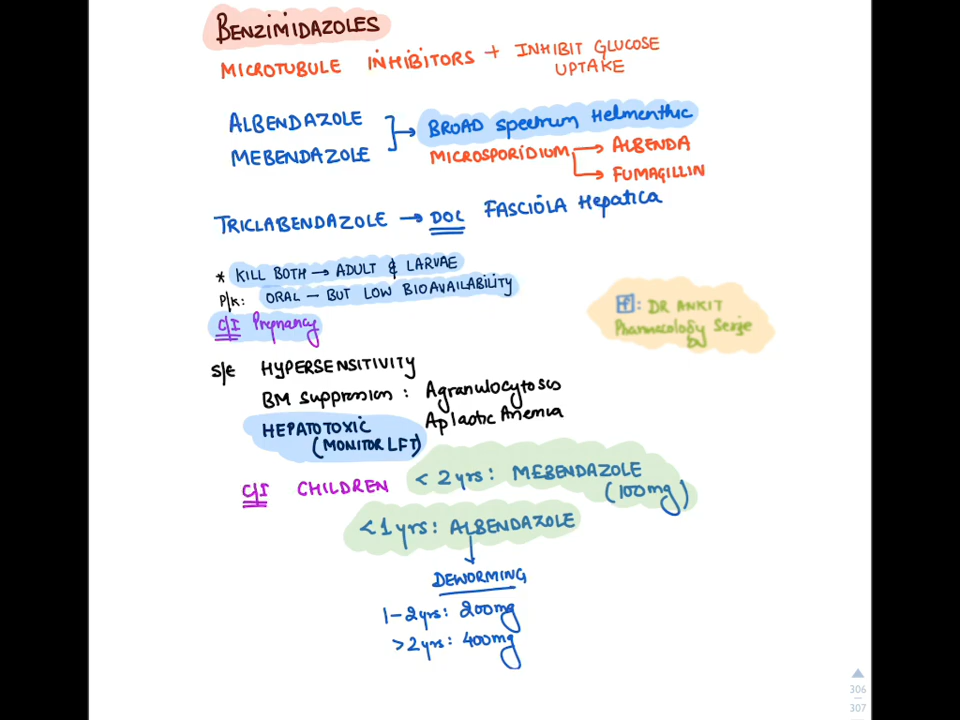 BENZIMIDAZOLES
MICROTUBULE INHIBITORS + INHIBIT GLUCOSE UPTAKE
ALBENDAZOLE
MEBENDAZOLE
BROAD spectrum Helmenthic
MICROSPORIDIUM → ALBENDA
→ FUMAGILLIN
TRICLABENDAZOLE → DOC FASCIOLA Hepatica
* KILL BOTH → ADULT & LARVAE
P/k: ORAL – BUT LOW BIOAVAILABILITY
C/I Pregnancy
f: DR ANKIT
Pharmacology
by
S/E HYPERSENSITIVITY
BM suppression : Agranulocytosis
Aplastic Anemia
HEPATOTOXIC
(MONITOR LFT)
C/I CHILDREN < 2 yrs: MEBENDAZOLE
(100mg)
<1 yrs: ALBENDAZOLE
DEWORMING
1-2yrs: 200mg
>2yrs: 400mg
306
307